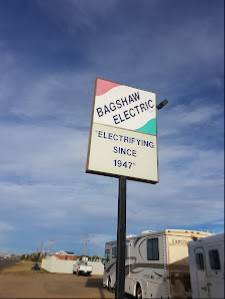 BAGSHAW
ELECTRIC
"ELECTRIFYING
SINCE
1947"